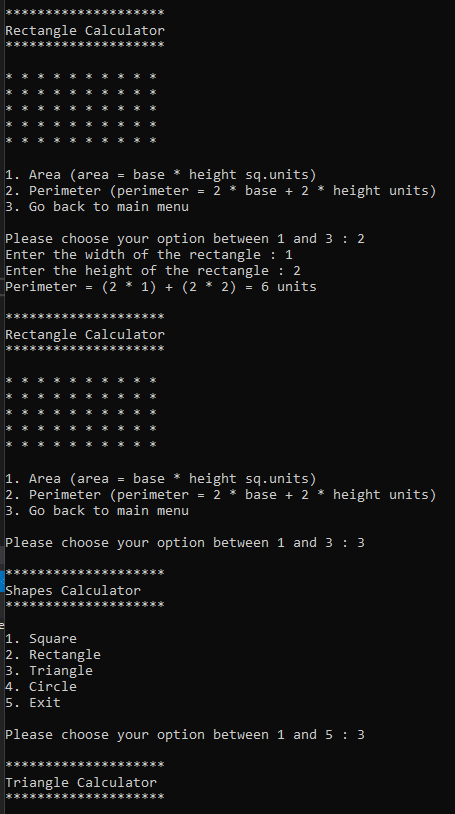 ********************
Rectangle Calculator
********************
* * * * * * * * * *
* * * * * * * * * *
* * * * * * * * * *
* * * * * * * * * *
* * * * * * * * * *
1. Area (area = base * height sq.units)
2. Perimeter (perimeter = 2 * base + 2 * height units)
3. Go back to main menu
Please choose your option between 1 and 3 : 2
Enter the width of the rectangle : 1
Enter the height of the rectangle : 2
Perimeter = (2 * 1) + (2 * 2) = 6 units
********************
Rectangle Calculator
********************
* * * * * * * * * *
* * * * * * * * * *
* * * * * * * * * *
* * * * * * * * * *
* * * * * * * * * *
1. Area (area = base * height sq.units)
2. Perimeter (perimeter = 2 * base + 2 * height units)
3. Go back to main menu
Please choose your option between 1 and 3 : 3
********************
Shapes Calculator
********************
1. Square
2. Rectangle
3. Triangle
4. Circle
5. Exit
Please choose your option between 1 and 5 : 3
********************
Triangle Calculator
********************